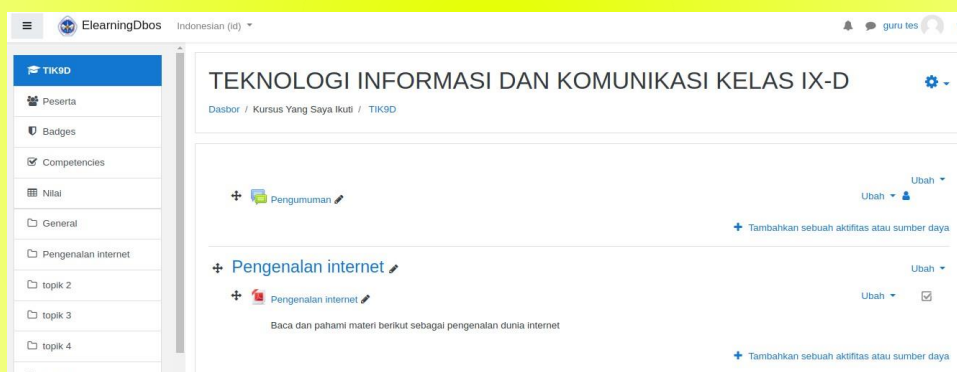 ElearningDbos Indonesian (id)
guru tes
TIK9D
Peserta
Badges
Competencies
Nilai
General
Pengenalan internet
topik 2
topik 3
topik 4
TEKNOLOGI INFORMASI DAN KOMUNIKASI KELAS IX-D
Dasbor / Kursus Yang Saya Ikuti / TIK9D
Ubah
Pengumuman
Ubah
Tambahkan sebuah aktifitas atau sumber daya
Pengenalan internet
Ubah
Pengenalan internet
Ubah
Baca dan pahami materi berikut sebagai pengenalan dunia internet
Tambahkan sebuah aktifitas atau sumber daya